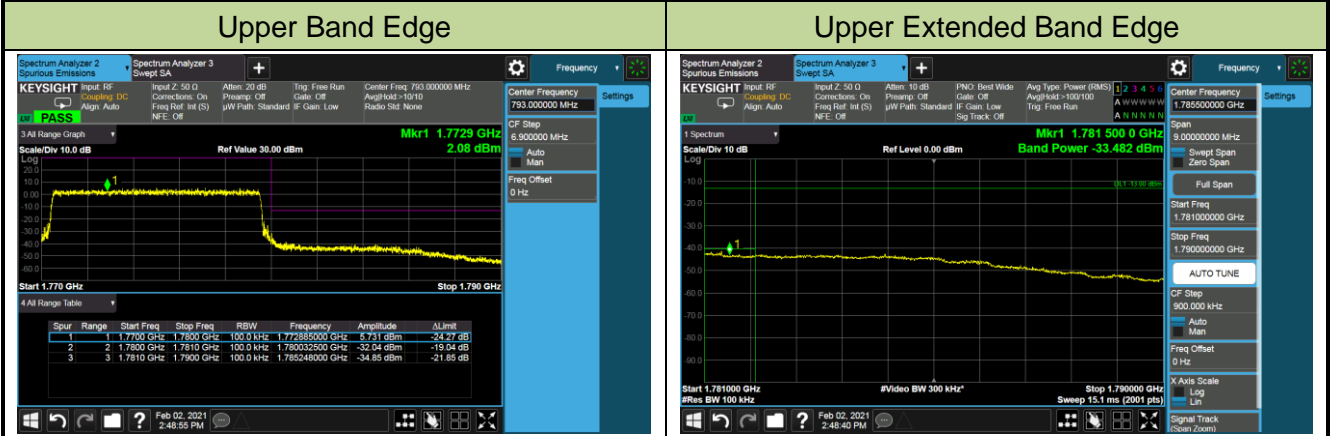 Upper Band Edge
Upper Extended Band Edge
Spectrum Analyzer 2
Spurious Emissions
Spectrum Analyzer 3
Swept SA
+
Frequency
KEYSIGHT
Input: RF
Coupling: DC
Align: Auto
Input Z: 50 Ω
Corrections: On
Freq Ref: Int (S)
NFE: Off
Atten: 20 dB
Preamp: Off
µW Path: Standard
Trig: Free Run
Gate: Off
IF Gain: Low
Center Freq: 793.000000 MHz
Avg|Hold:>10/10
Radio Std: None
PASS
Center Frequency
793.000000 MHz
Settings
CF Step
6.900000 MHz
Auto
Man
Freq Offset
0 Hz
3 All Range Graph
Mkr1 1.7729 GHz
Scale/Div 10.0 dB
Ref Value 30.00 dBm
2.08 dBm
Log
20.0
10.0
0.00
-10.0
-20.0
-30.0
-40.0
-50.0
-60.0
1
Start 1.770 GHz
Stop 1.790 GHz
4 All Range Table
Spur Range Start Freq Stop Freq RBW Frequency Amplitude ΔLimit
1 1 1.7700 GHz 1.7800 GHz 100.0 kHz 1.772885000 GHz 5.731 dBm -24.27 dB
2 2 1.7800 GHz 1.7810 GHz 100.0 kHz 1.780032500 GHz -32.04 dBm -19.04 dB
3 3 1.7810 GHz 1.7900 GHz 100.0 kHz 1.785248000 GHz -34.85 dBm -21.85 dB
?
Feb 02, 2021
2:48:55 PM
Spectrum Analyzer 2
Spurious Emissions
Spectrum Analyzer 3
Swept SA
+
Frequency
KEYSIGHT
Input: RF
Coupling: DC
Align: Auto
Input Z: 50 Ω
Corrections: On
Freq Ref: Int (S)
NFE: Off
Atten: 10 dB
Preamp: Off
µW Path: Standard
PNO: Best Wide
Gate: Off
IF Gain: Low
Sig Track: Off
Avg Type: Power (RMS)
Avg|Hold:>100/100
Trig: Free Run
1 2 3 4 5 6
A W W W W W
A N N N N N
Center Frequency
1.785500000 GHz
Settings
Span
9.00000000 MHz
Swept Span
Zero Span
Full Span
Start Freq
1.781000000 GHz
Stop Freq
1.790000000 GHz
AUTO TUNE
CF Step
900.000 kHz
Auto
Man
Freq Offset
0 Hz
X Axis Scale
Log
Lin
Signal Track
(Span Zoom)
1 Spectrum
Mkr1 1.781 500 0 GHz
Scale/Div 10 dB
Ref Level 0.00 dBm
Band Power -33.482 dBm
Log
DL1 -13.00 dBm
-10.0
-20.0
-30.0
-40.0
-50.0
-60.0
-70.0
-80.0
-90.0
1
Start 1.781000 GHz
#Video BW 300 kHz*
Stop 1.790000 GHz
#Res BW 100 kHz
Sweep 15.1 ms (2001 pts)
?
Feb 02, 2021
2:48:40 PM